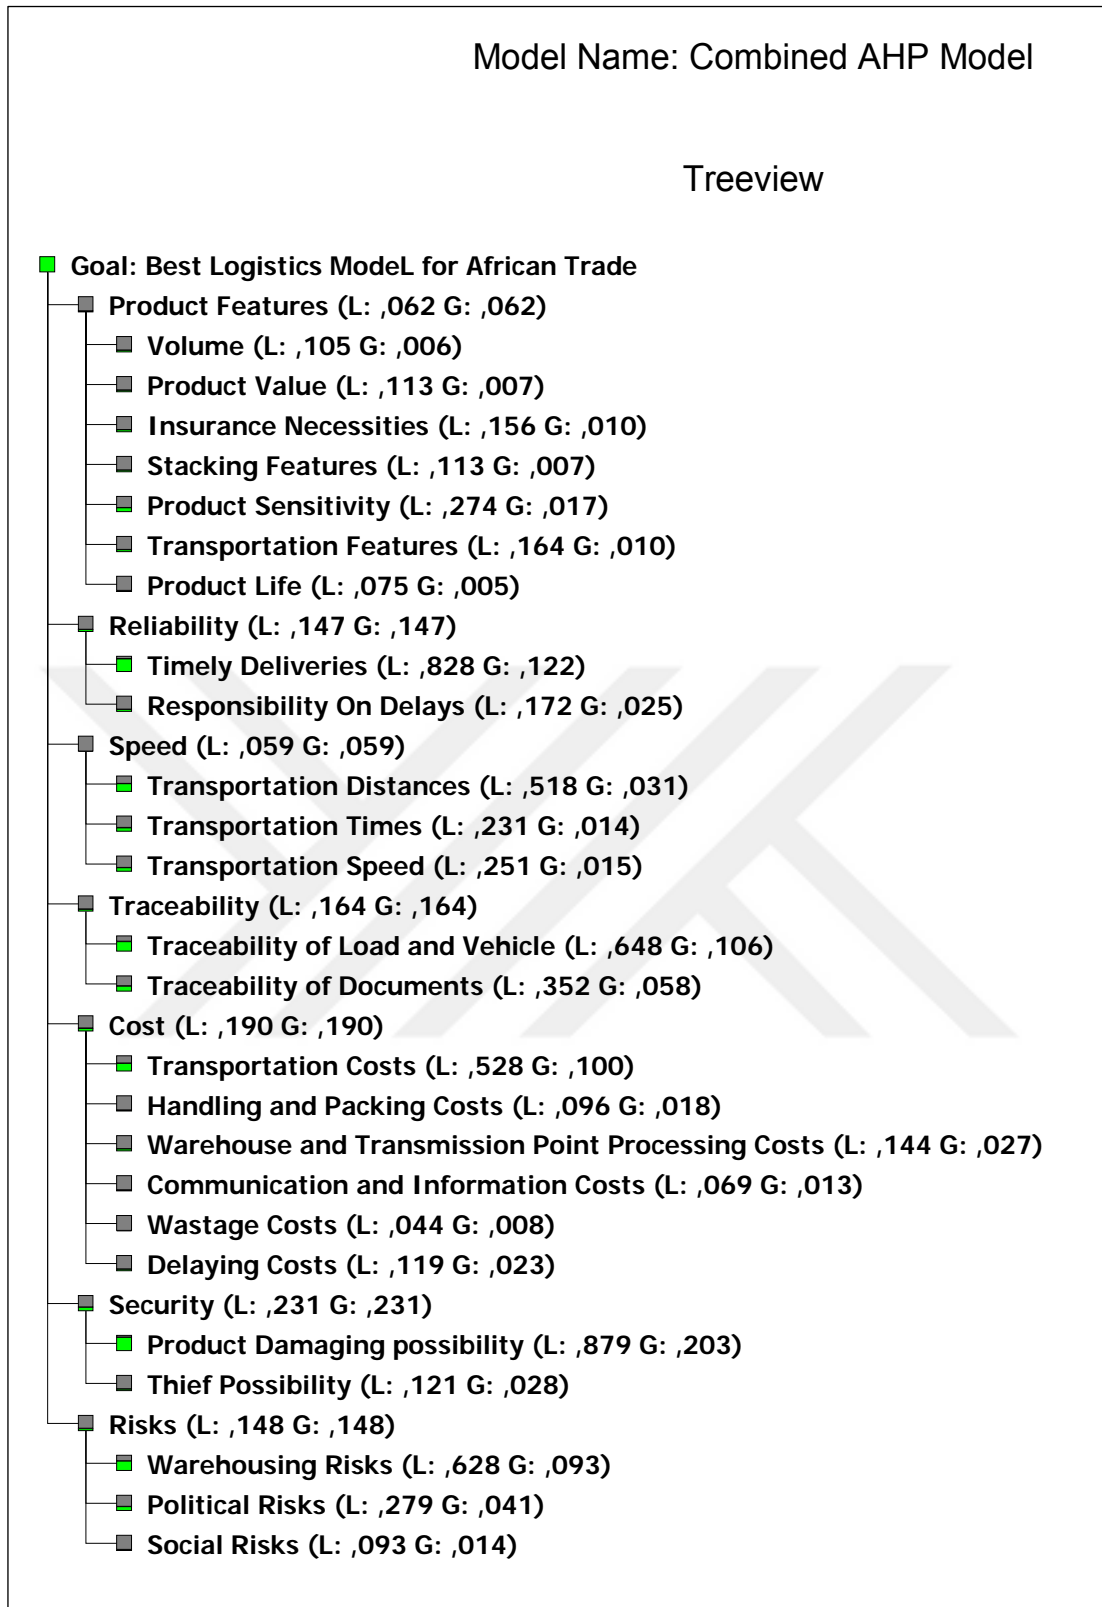 Model Name: Combined AHP Model
Treeview
Goal: Best Logistics ModeL for African Trade
Product Features (L: ,062 G: ,062)
Volume (L: ,105 G: ,006)
Product Value (L: ,113 G: ,007)
Insurance Necessities (L: ,156 G: ,010)
Stacking Features (L: ,113 G: ,007)
Product Sensitivity (L: ,274 G: ,017)
Transportation Features (L: ,164 G: ,010)
Product Life (L: ,075 G: ,005)
Reliability (L: ,147 G: ,147)
Timely Deliveries (L: ,828 G: ,122)
Responsibility On Delays (L: ,172 G: ,025)
Speed (L: ,059 G: ,059)
Transportation Distances (L: ,518 G: ,031)
Transportation Times (L: ,231 G: ,014)
Transportation Speed (L: ,251 G: ,015)
Traceability (L: ,164 G: ,164)
Traceability of Load and Vehicle (L: ,648 G: ,106)
Traceability of Documents (L: ,352 G: ,058)
Cost (L: ,190 G: ,190)
Transportation Costs (L: ,528 G: ,100)
Handling and Packing Costs (L: ,096 G: ,018)
Warehouse and Transmission Point Processing Costs (L: ,144 G: ,027)
Communication and Information Costs (L: ,069 G: ,013)
Wastage Costs (L: ,044 G: ,008)
Delaying Costs (L: ,119 G: ,023)
Security (L: ,231 G: ,231)
Product Damaging possibility (L: ,879 G: ,203)
Thief Possibility (L: ,121 G: ,028)
Risks (L: ,148 G: ,148)
Warehousing Risks (L: ,628 G: ,093)
Political Risks (L: ,279 G: ,041)
Social Risks (L: ,093 G: ,014)